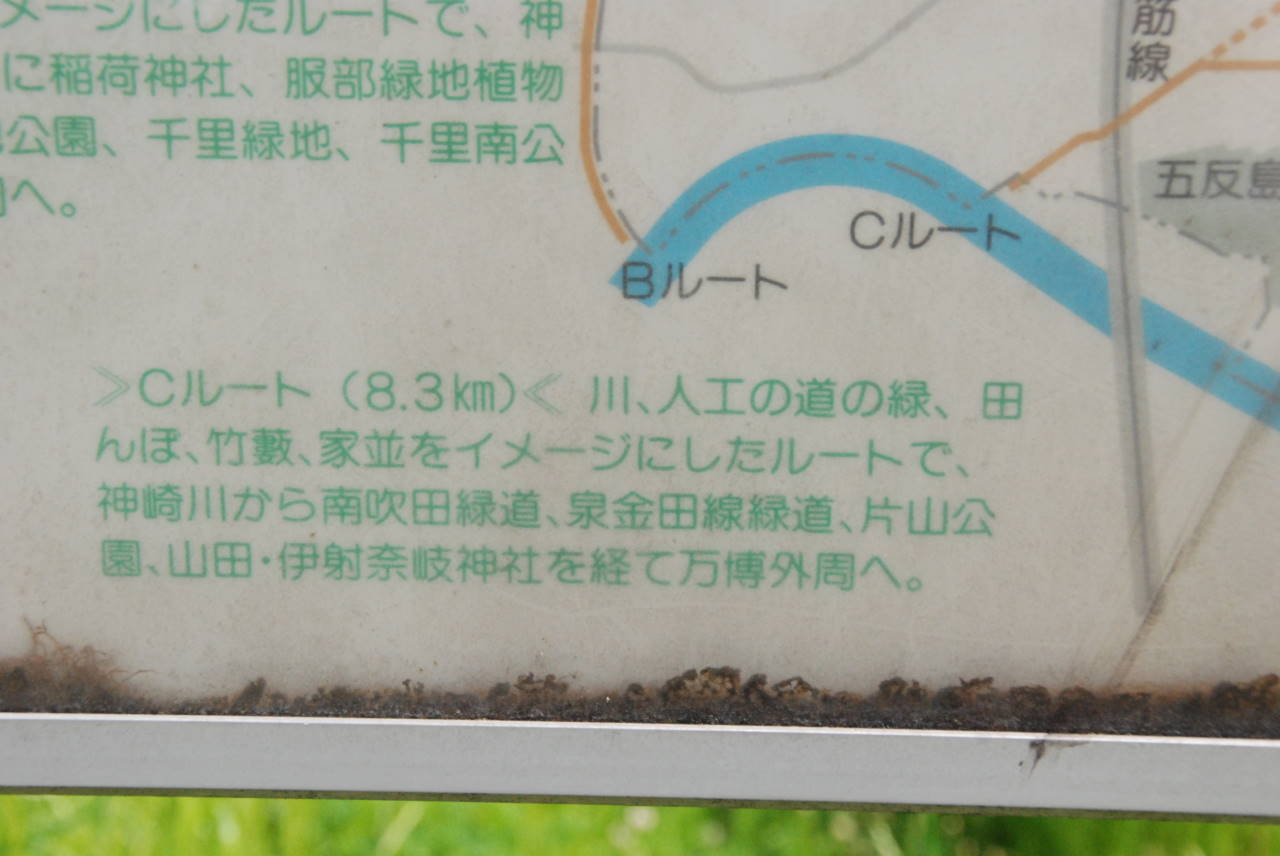 メージにしたルートで、神
に稲荷神社、服部緑地植物
公園、千里緑地、千里南公
へ。
筋線
五反島
Cルート
Bルート
≫Cルート（8.3km）≪ 川、人工の道の緑、田
んぼ、竹藪、家並をイメージにしたルートで、
神崎川から南吹田緑道、泉金田線緑道、片山公
園、山田・伊射奈岐神社を経て万博外周へ。